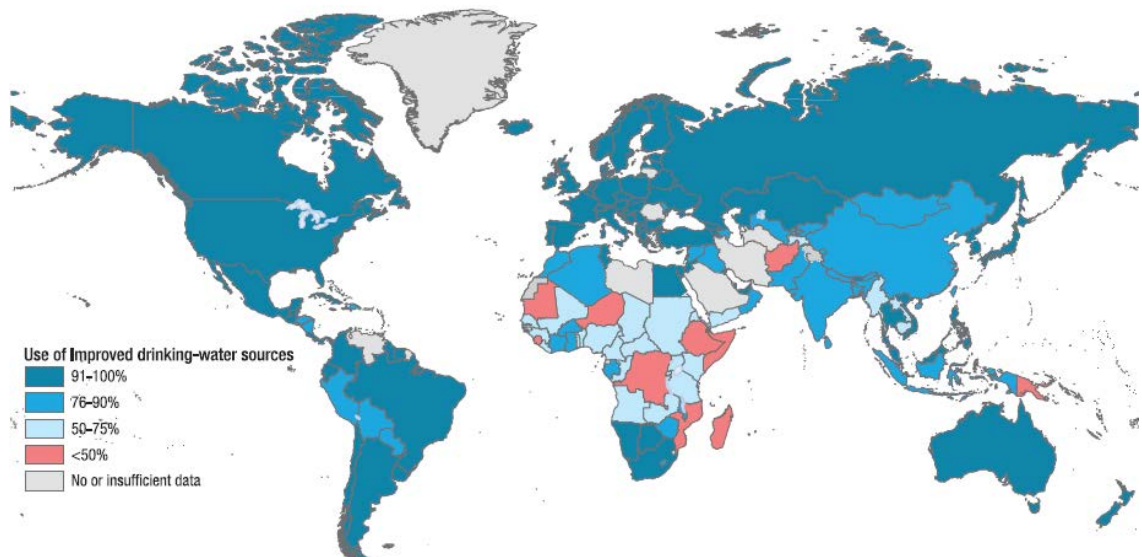 Use of Improved drinking-water sources
91–100%
76–90%
50–75%
<50%
No or insufficient data